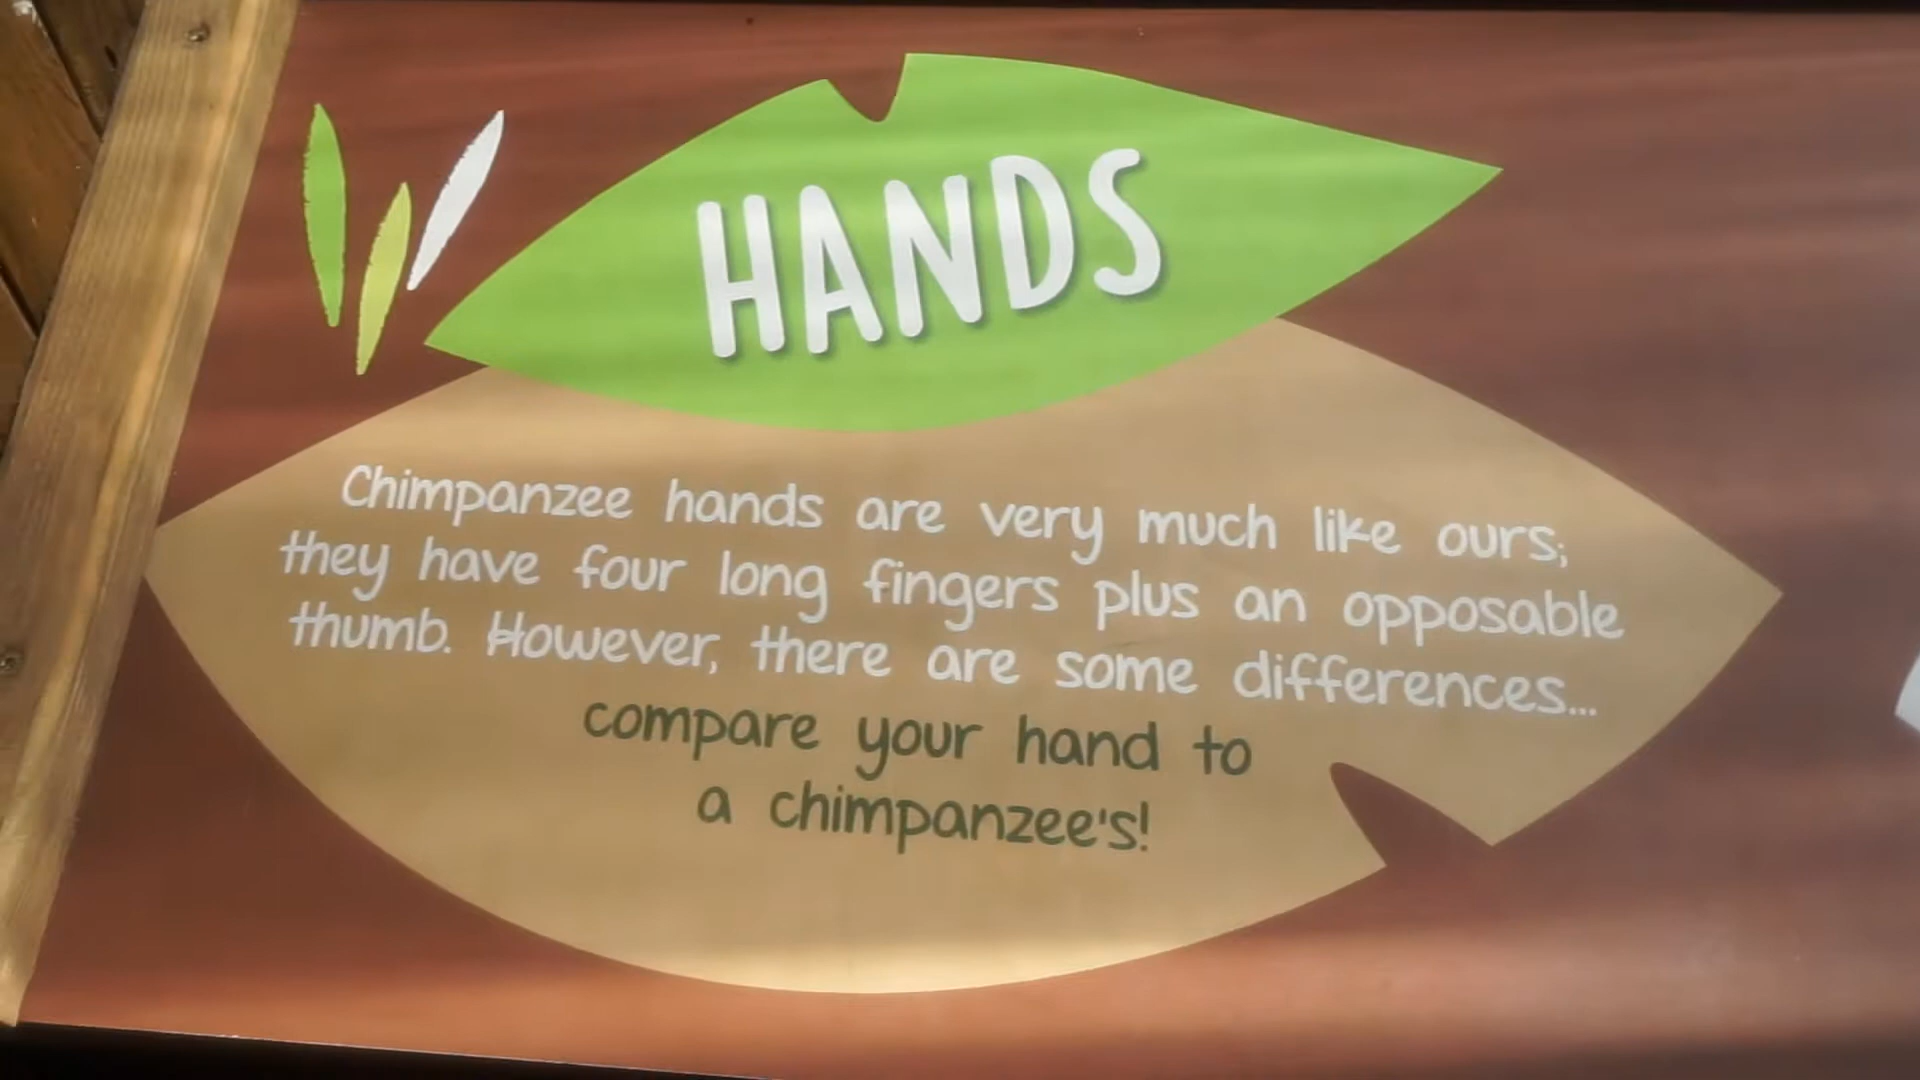 HANDS
Chimpanzee hands are very much like ours;
they have four long fingers plus an opposable
thumb. However, there are some differences...
compare your hand to
a chimpanzee's!